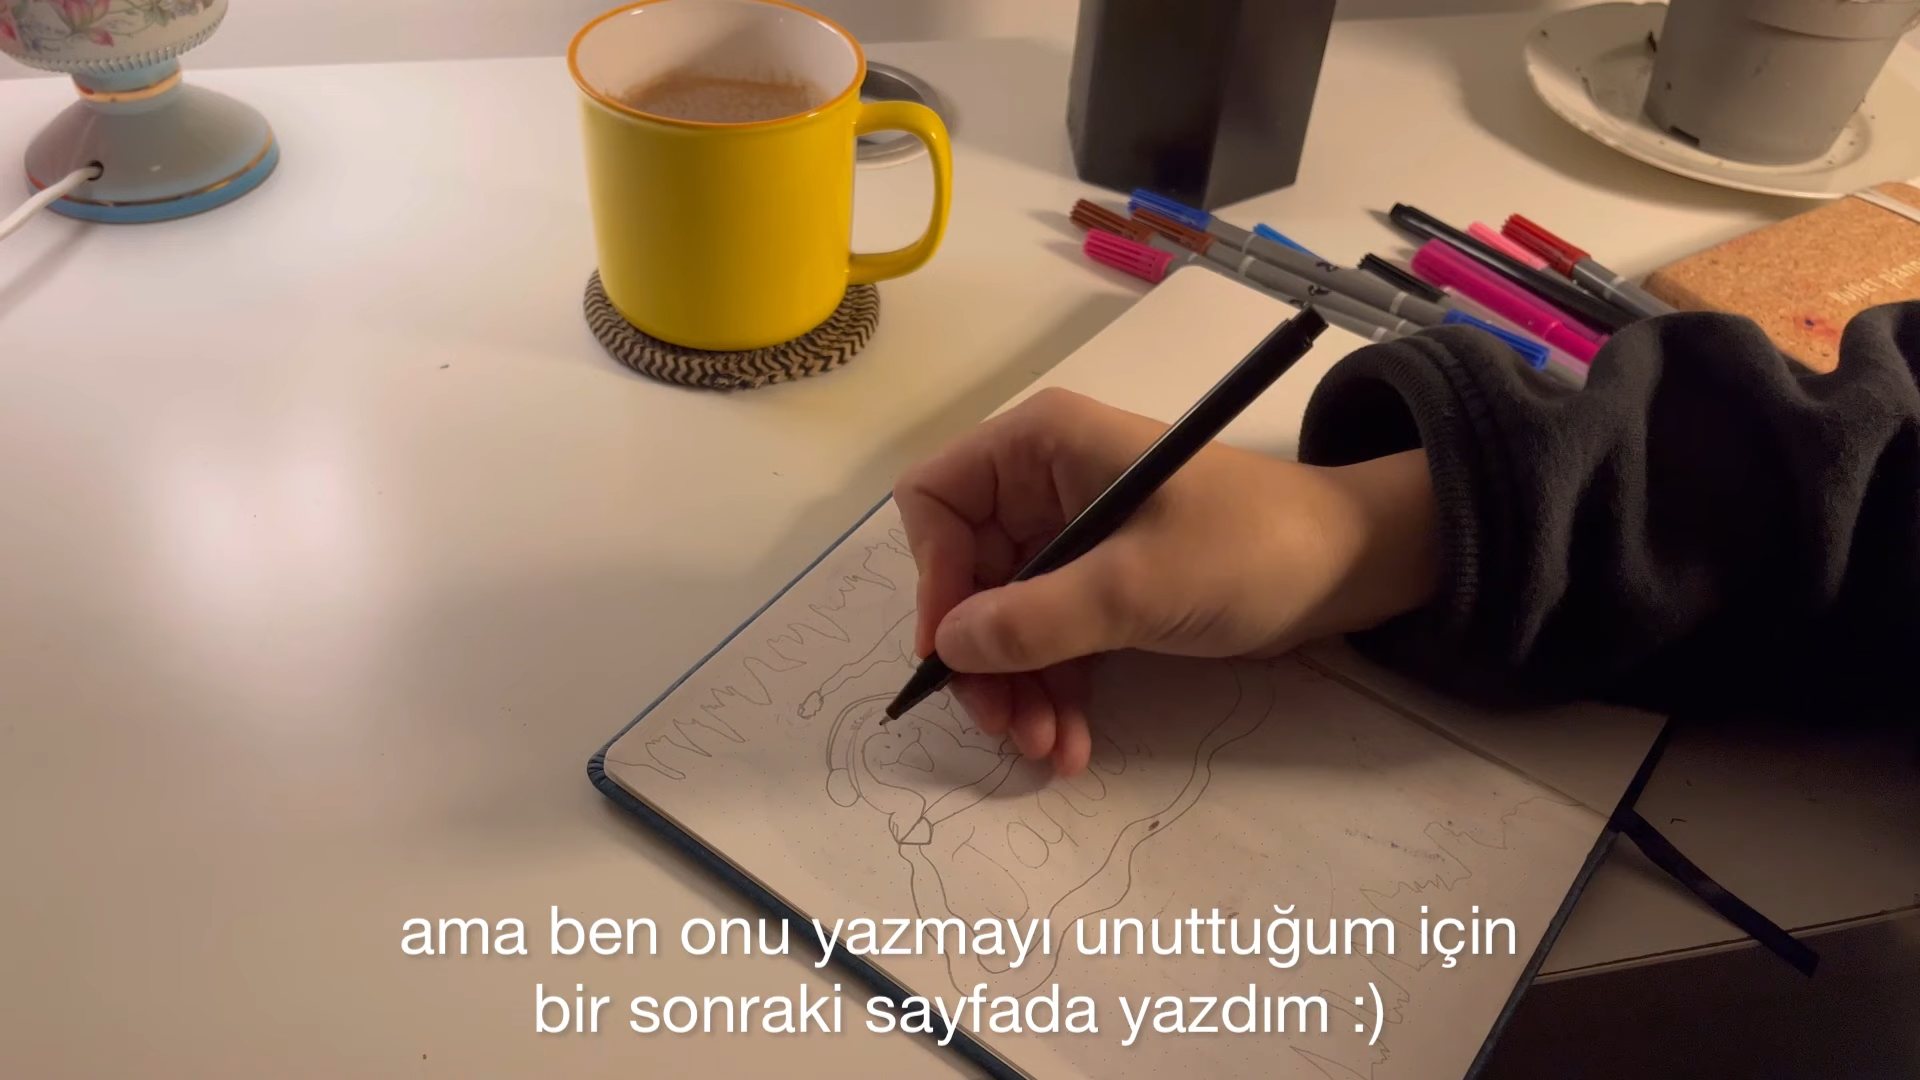 ama ben onu yazmayı unuttuğum için
bir sonraki sayfada yazdım :)